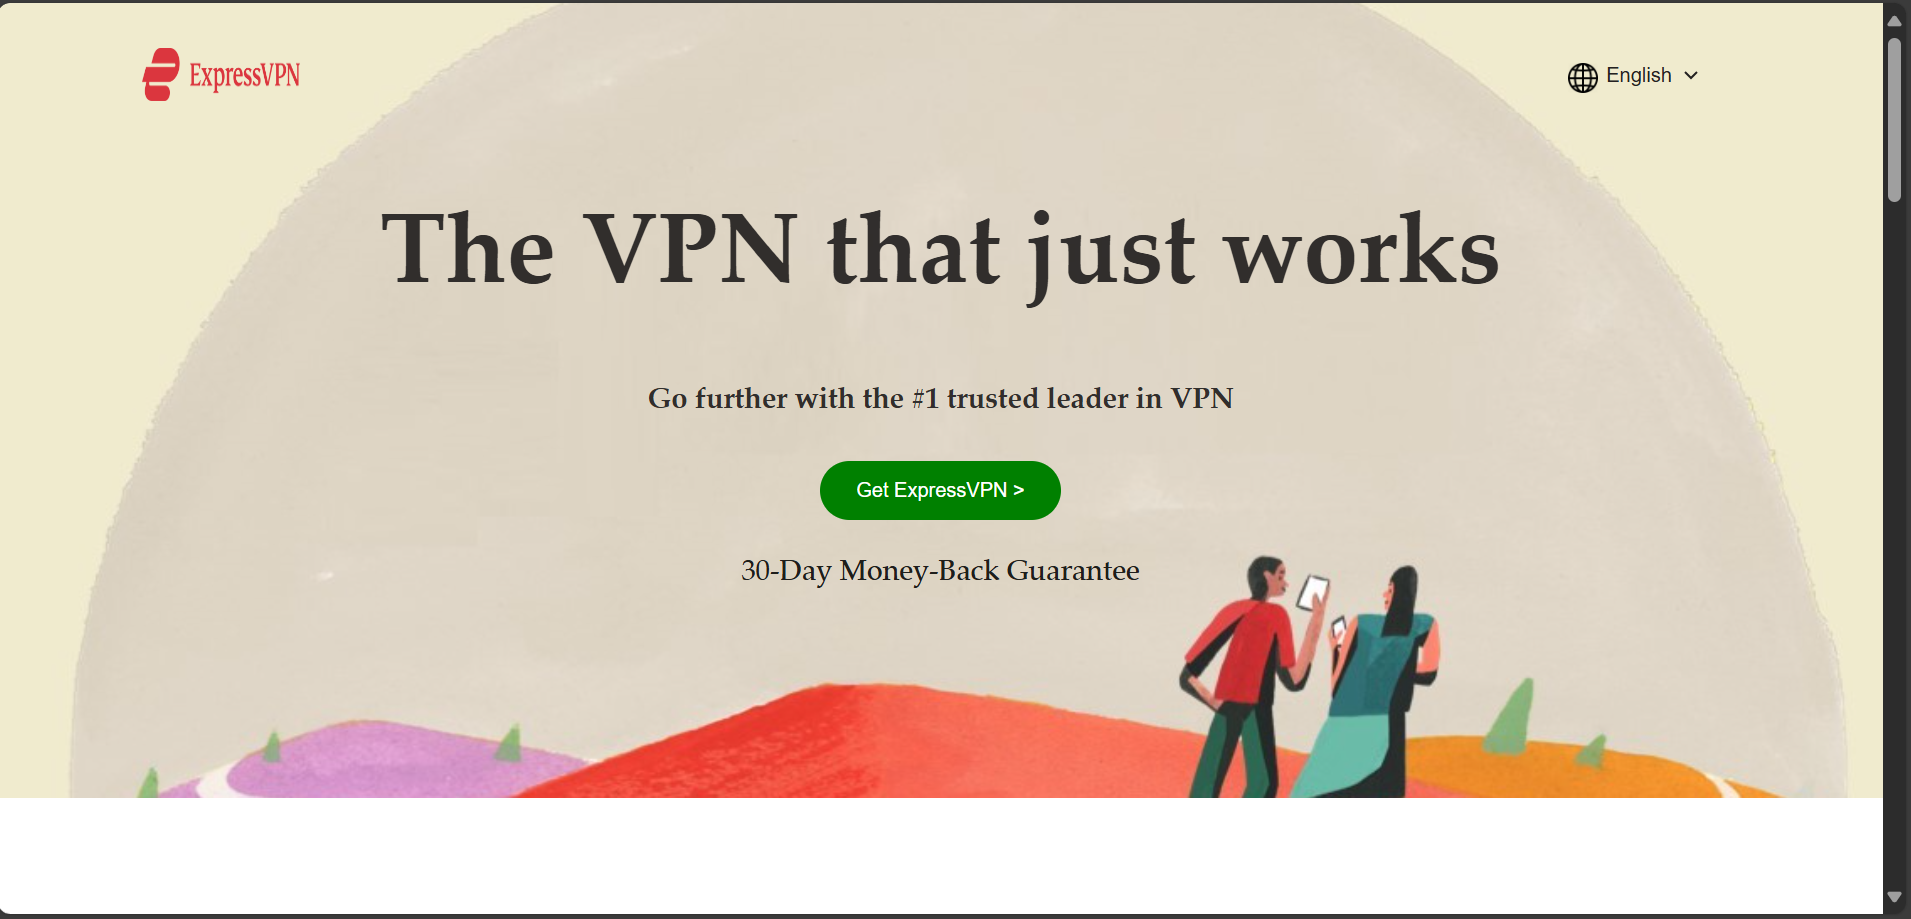 ExpressVPN
English
The VPN that just works
Go further with the #1 trusted leader in VPN
Get ExpressVPN >
30-Day Money-Back Guarantee